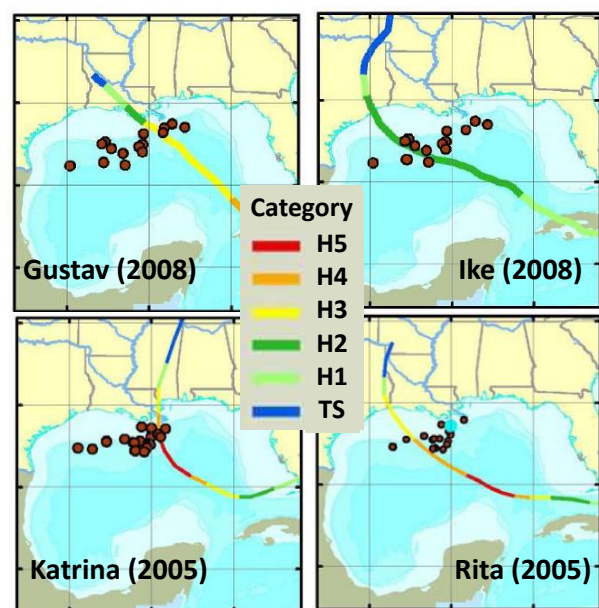 Gustav (2008)
Ike (2008)
Category
H5
H4
H3
H2
H1
TS
Katrina (2005)
Rita (2005)